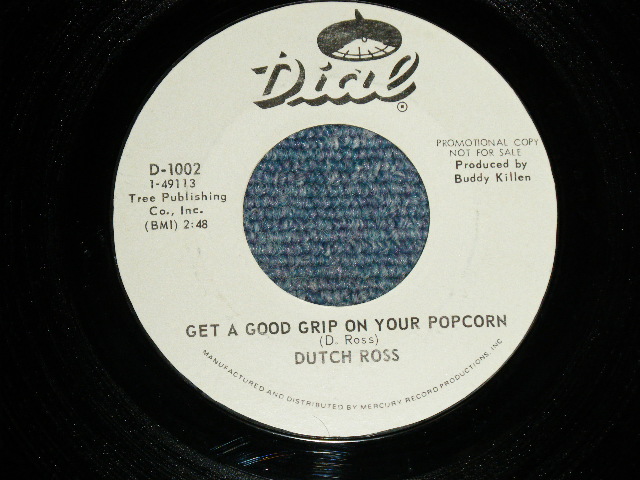 Dial
®
D-1002
1-49113
Tree Publishing
Co., Inc.
(BMI) 2:48
PROMOTIONAL COPY
NOT FOR SALE
Produced by
Buddy Killen
GET A GOOD GRIP ON YOUR POPCORN
(D. Ross)
DUTCH ROSS
MANUFACTURED AND DISTRIBUTED BY MERCURY RECORD PRODUCTIONS, INC